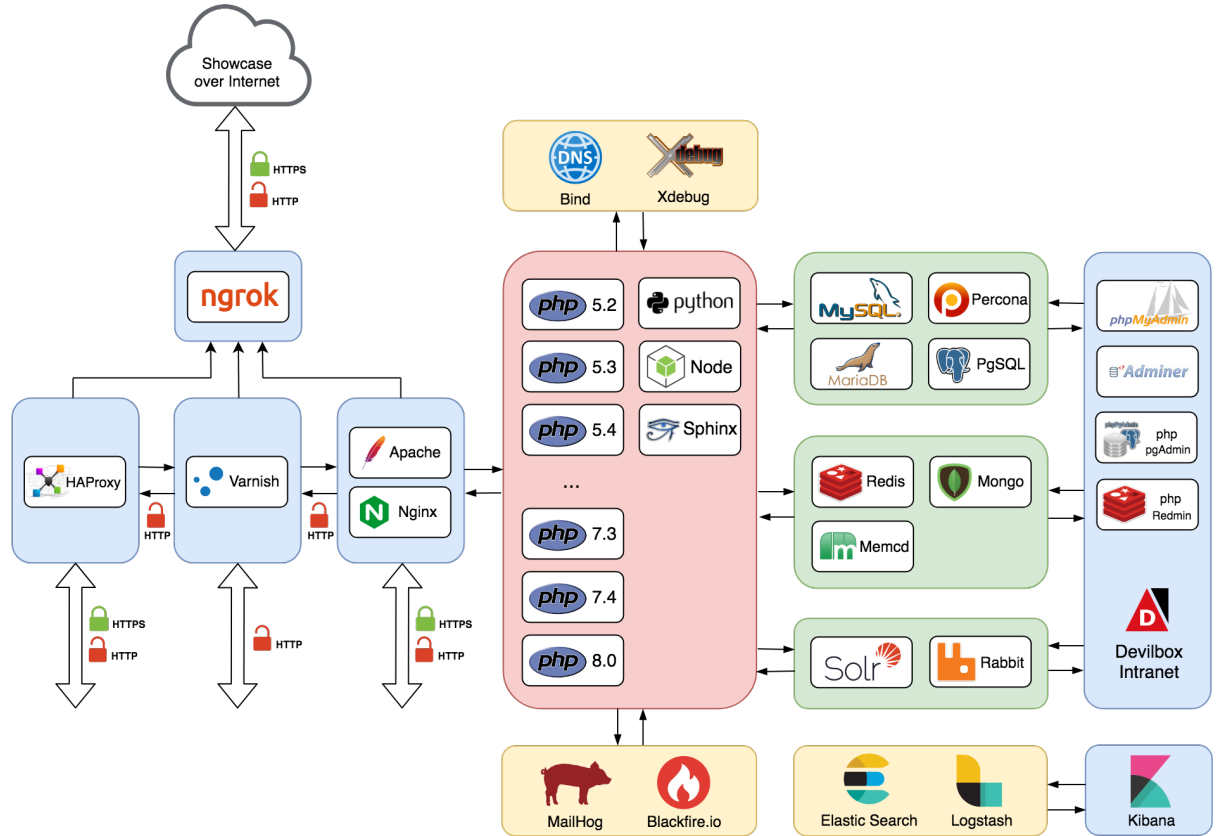 Showcase
over Internet
HTTPS
HTTP
ngrok
DNS
Bind
Xdebug
Xdebug
HAProxy
HTTP
Varnish
HTTP
Apache
Nginx
HTTPS
HTTP
HTTP
HTTPS
HTTP
php 5.2
php 5.3
php 5.4
...
php 7.3
php 7.4
php 8.0
python
Node
Sphinx
MySQL
Percona
MariaDB
PgSQL
Redis
Mongo
Memcd
Solr
Rabbit
phpMyAdmin
Adminer
phpPgAdmin
php
pgAdmin
php
Redmin
D
Devilbox
Intranet
MailHog
Blackfire.io
Elastic Search
Logstash
Kibana